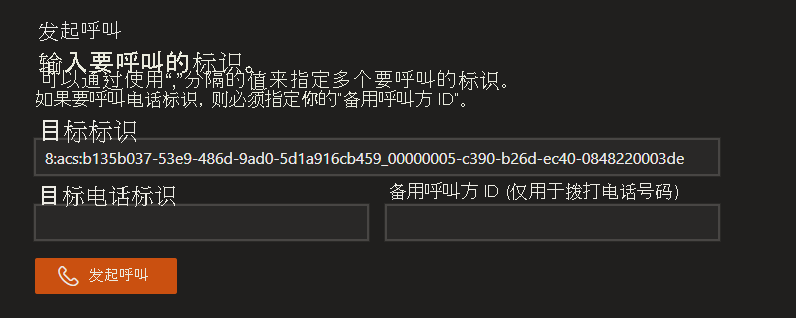 发起呼叫
输入要呼叫的标识。
可以通过使用“,”分隔的值来指定多个要呼叫的标识。
如果要呼叫电话标识, 则必须指定你的"备用呼叫方 ID"。
目标标识
8:acs:b135b037-53e9-486d-9ad0-5d1a916cb459_00000005-c390-b26d-ec40-0848220003de
目标电话标识
备用呼叫方 ID (仅用于拨打电话号码)
发起呼叫